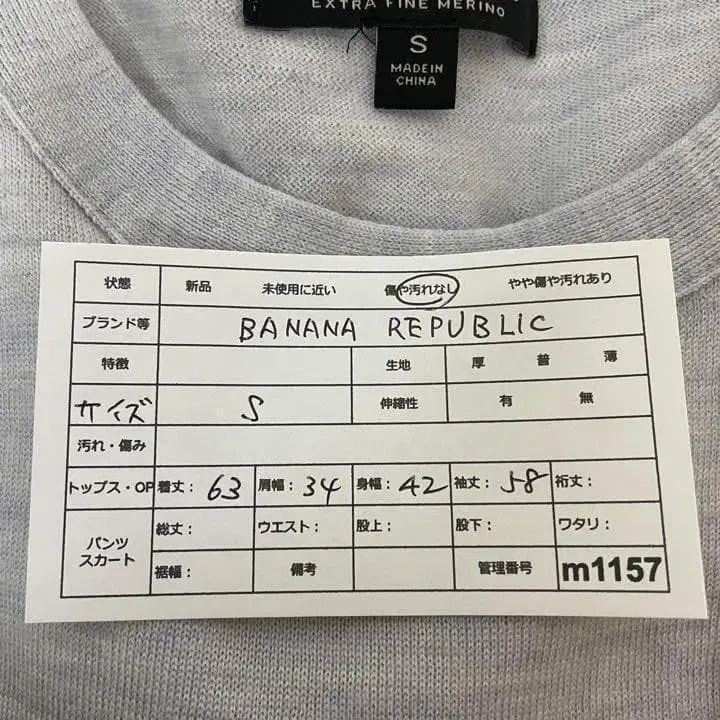 EXTRA FINE MERINO
S
MADE IN
CHINA
状態 新品 未使用に近い 傷や汚れなし やや傷や汚れあり
ブランド等 BANANA REPUBLIC
特徴 生地 厚 普 薄
サイズ S 伸縮性 有 無
汚れ・傷み
トップス・OP 着丈: 63 肩幅: 34 身幅: 42 袖丈: 58 裄丈:
パンツ
スカート
総丈: ウエスト: 股上: 股下: ワタリ:
裾幅: 備考 管理番号 m1157